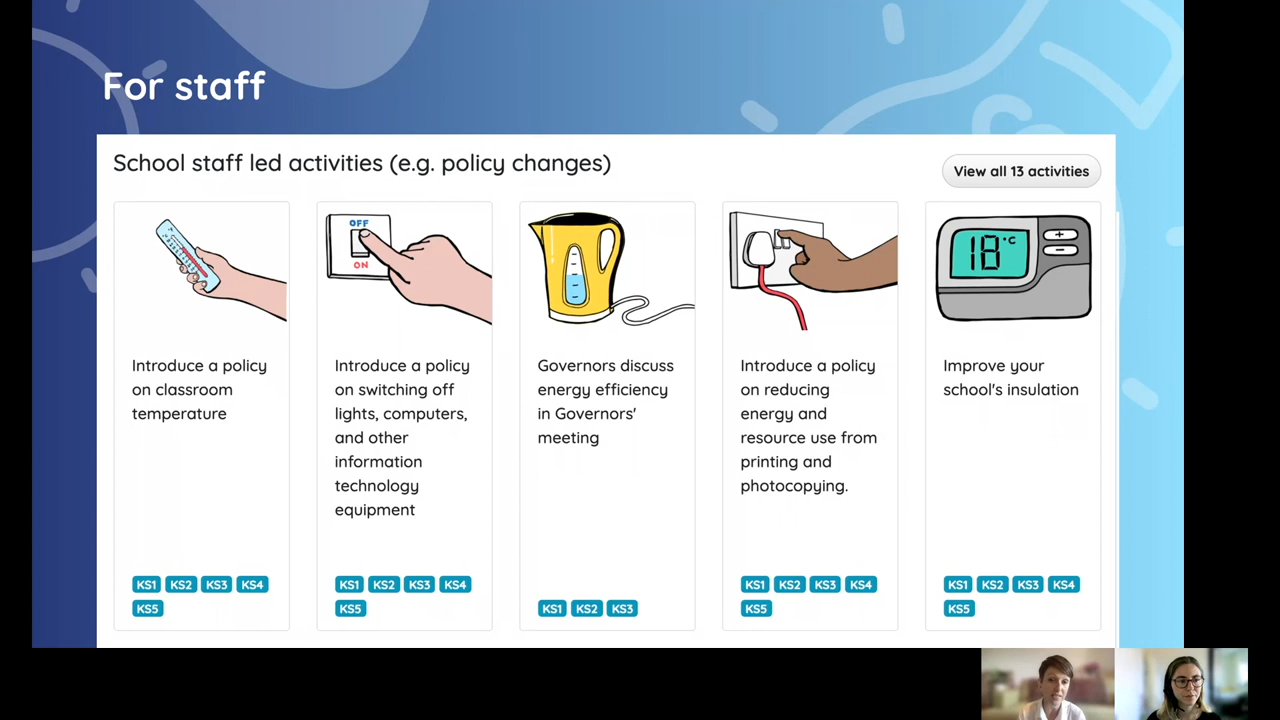 For staff
School staff led activities (e.g. policy changes)
View all 13 activities
OFF
ON
18°C
+
−
Introduce a policy
on classroom
temperature
KS1 KS2 KS3 KS4
KS5
Introduce a policy
on switching off
lights, computers,
and other
information
technology
equipment
KS1 KS2 KS3 KS4
KS5
Governors discuss
energy efficiency
in Governors'
meeting
KS1 KS2 KS3
Introduce a policy
on reducing
energy and
resource use from
printing and
photocopying.
KS1 KS2 KS3 KS4
KS5
Improve your
school's insulation
KS1 KS2 KS3 KS4
KS5